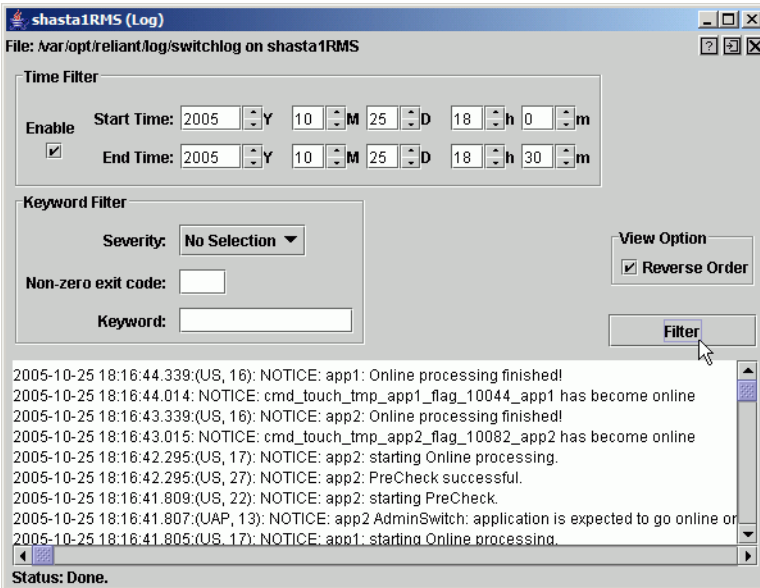 shasta1RMS (Log)
File: /var/opt/reliant/log/switchlog on shasta1RMS
Time Filter
Enable
Start Time: 2005 Y 10 M 25 D 18 h 0 m
End Time: 2005 Y 10 M 25 D 18 h 30 m
Keyword Filter
Severity: No Selection
Non-zero exit code:
Keyword:
View Option
Reverse Order
Filter
2005-10-25 18:16:44.339:(US, 16): NOTICE: app1: Online processing finished!
2005-10-25 18:16:44.014: NOTICE: cmd_touch_tmp_app1_flag_10044_app1 has become online
2005-10-25 18:16:43.339:(US, 16): NOTICE: app2: Online processing finished!
2005-10-25 18:16:43.015: NOTICE: cmd_touch_tmp_app2_flag_10082_app2 has become online
2005-10-25 18:16:42.295:(US, 17): NOTICE: app2: starting Online processing.
2005-10-25 18:16:42.295:(US, 27): NOTICE: app2: PreCheck successful.
2005-10-25 18:16:41.809:(US, 22): NOTICE: app2: starting PreCheck.
2005-10-25 18:16:41.807:(UAP, 13): NOTICE: app2 AdminSwitch: application is expected to go online or
2005-10-25 18:16:41.805:(US, 17): NOTICE: app1: starting Online processing.
Status: Done.